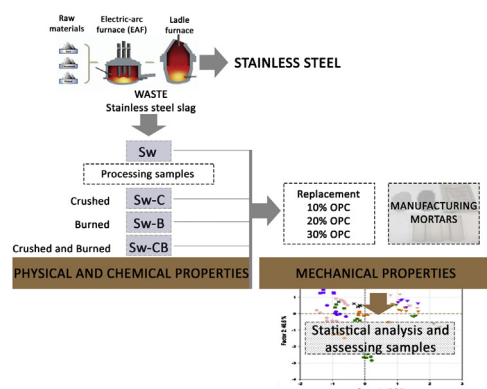 Raw
materials
Electric-arc
furnace (EAF)
Ladle
furnace
STAINLESS STEEL
WASTE
Stainless steel slag
Sw
Processing samples
Crushed
Sw-C
Burned
Sw-B
Crushed and Burned
Sw-CB
Replacement
10% OPC
20% OPC
30% OPC
MANUFACTURING
MORTARS
PHYSICAL AND CHEMICAL PROPERTIES
MECHANICAL PROPERTIES
Statistical analysis and
assessing samples